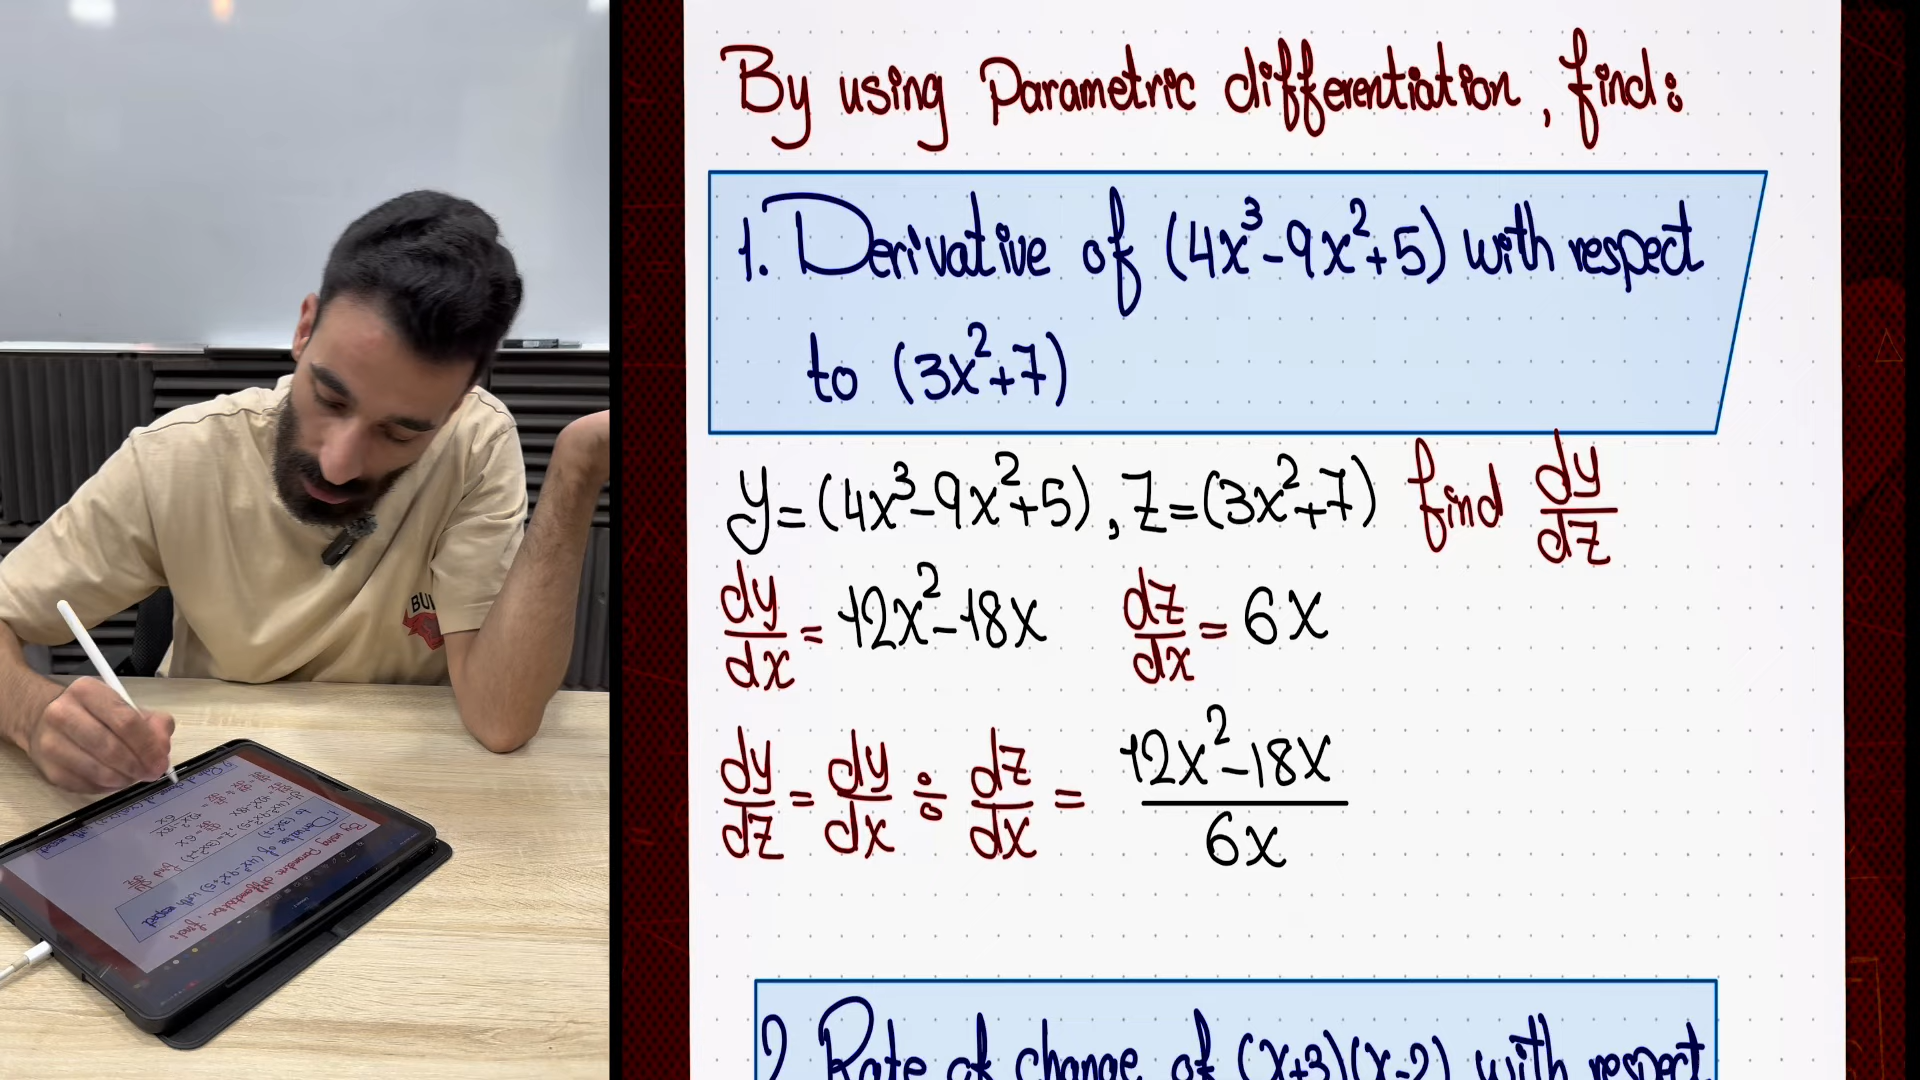 By using Parametric differentiation, find:
1. Derivative of (4x³-9x²+5) with respect
to (3x²+7)
y=(4x³-9x²+5), z=(3x²+7) find dy/dz
dy/dx = 12x²-18x dz/dx = 6x
dy/dz = dy/dx ÷ dz/dx = (12x²-18x)/6x
2 Rate of change of (x+3)(x-2) with respect
BU